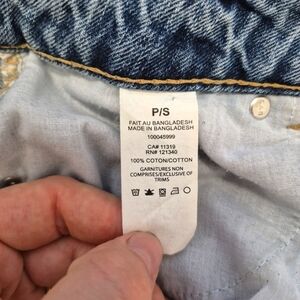 P/S
FAIT AU BANGLADESH
MADE IN BANGLADESH
100045999
CA# 11319
RN# 121340
100% COTTON/COTTON
GARNITURES NON
COMPRISES/EXCLUSIVE OF
TRIMS